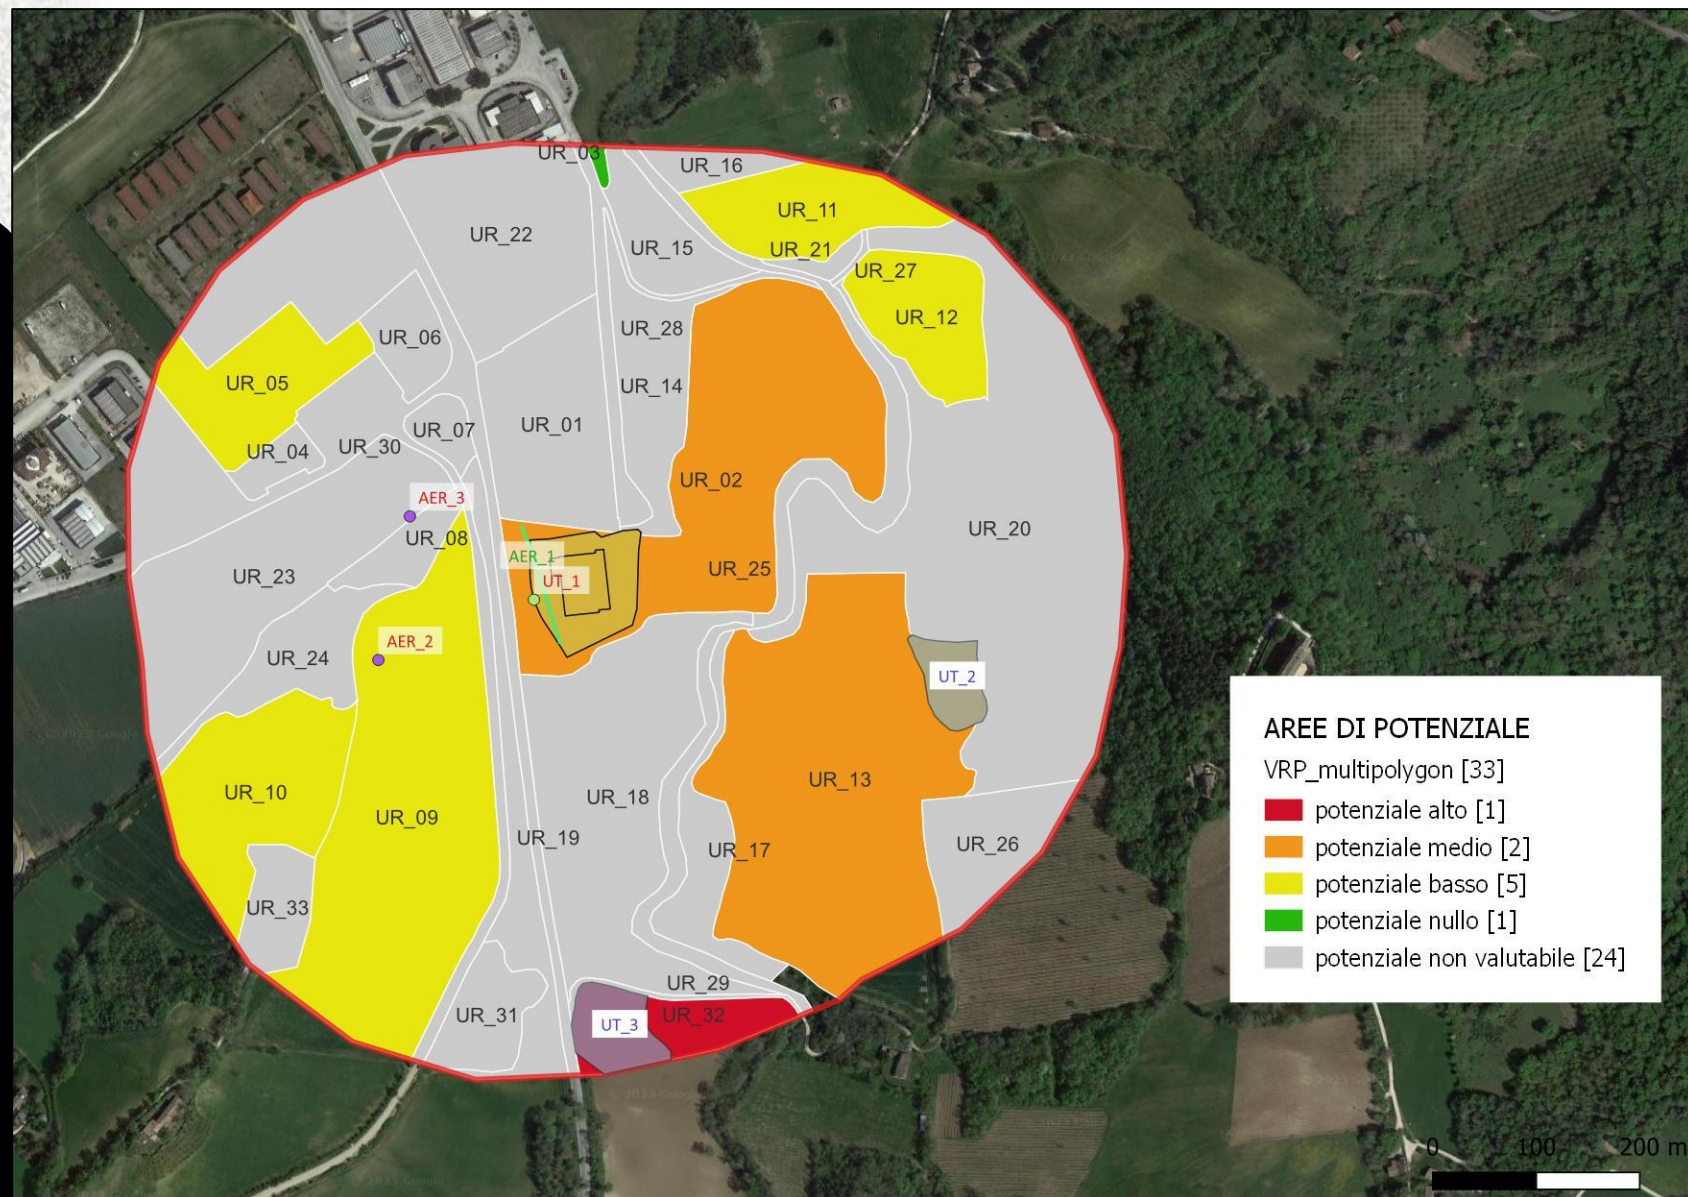 UR_03
UR_16
UR_11
UR_22
UR_15
UR_21
UR_27
UR_12
UR_28
UR_06
UR_05
UR_14
UR_01
UR_07
UR_30
UR_04
UR_02
AER_3
UR_08
UR_20
AER_1
UR_25
UR_23
UT_1
AER_2
UR_24
UT_2
UR_13
UR_10
UR_18
UR_09
UR_19
UR_17
UR_26
UR_33
UR_29
UR_31
UT_3
UR_32
AREE DI POTENZIALE
VRP_multipolygon [33]
potenziale alto [1]
potenziale medio [2]
potenziale basso [5]
potenziale nullo [1]
potenziale non valutabile [24]
0 100 200 m